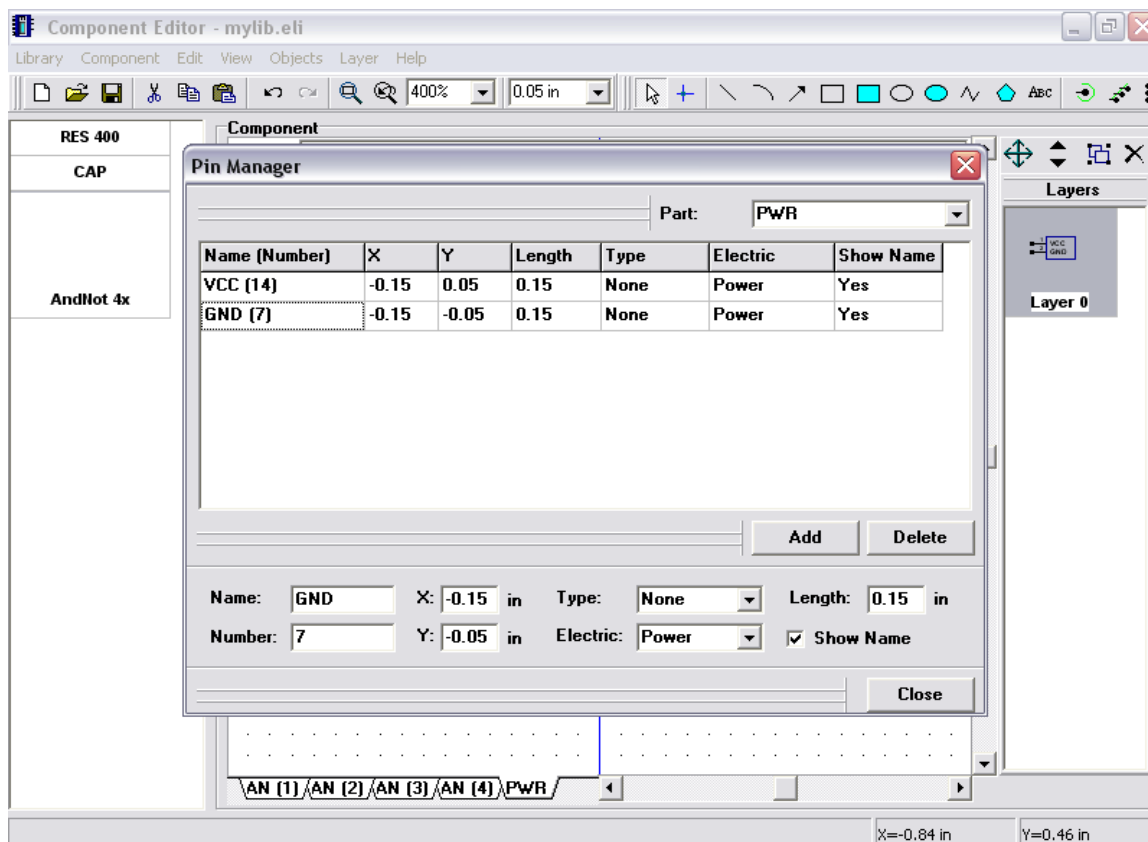 Component Editor - mylib.eli
Library Component Edit View Objects Layer Help
400% 0.05 in ABC
RES 400
CAP
AndNot 4x
Component
Pin Manager
Part: PWR
Name (Number) X Y Length Type Electric Show Name
VCC (14) -0.15 0.05 0.15 None Power Yes
GND (7) -0.15 -0.05 0.15 None Power Yes
Add Delete
Name: GND X: -0.15 in Type: None Length: 0.15 in
Number: 7 Y: -0.05 in Electric: Power Show Name
Close
Layers
1 VCC
2 GND
Layer 0
AN (1) AN (2) AN (3) AN (4) PWR
X=-0.84 in Y=0.46 in